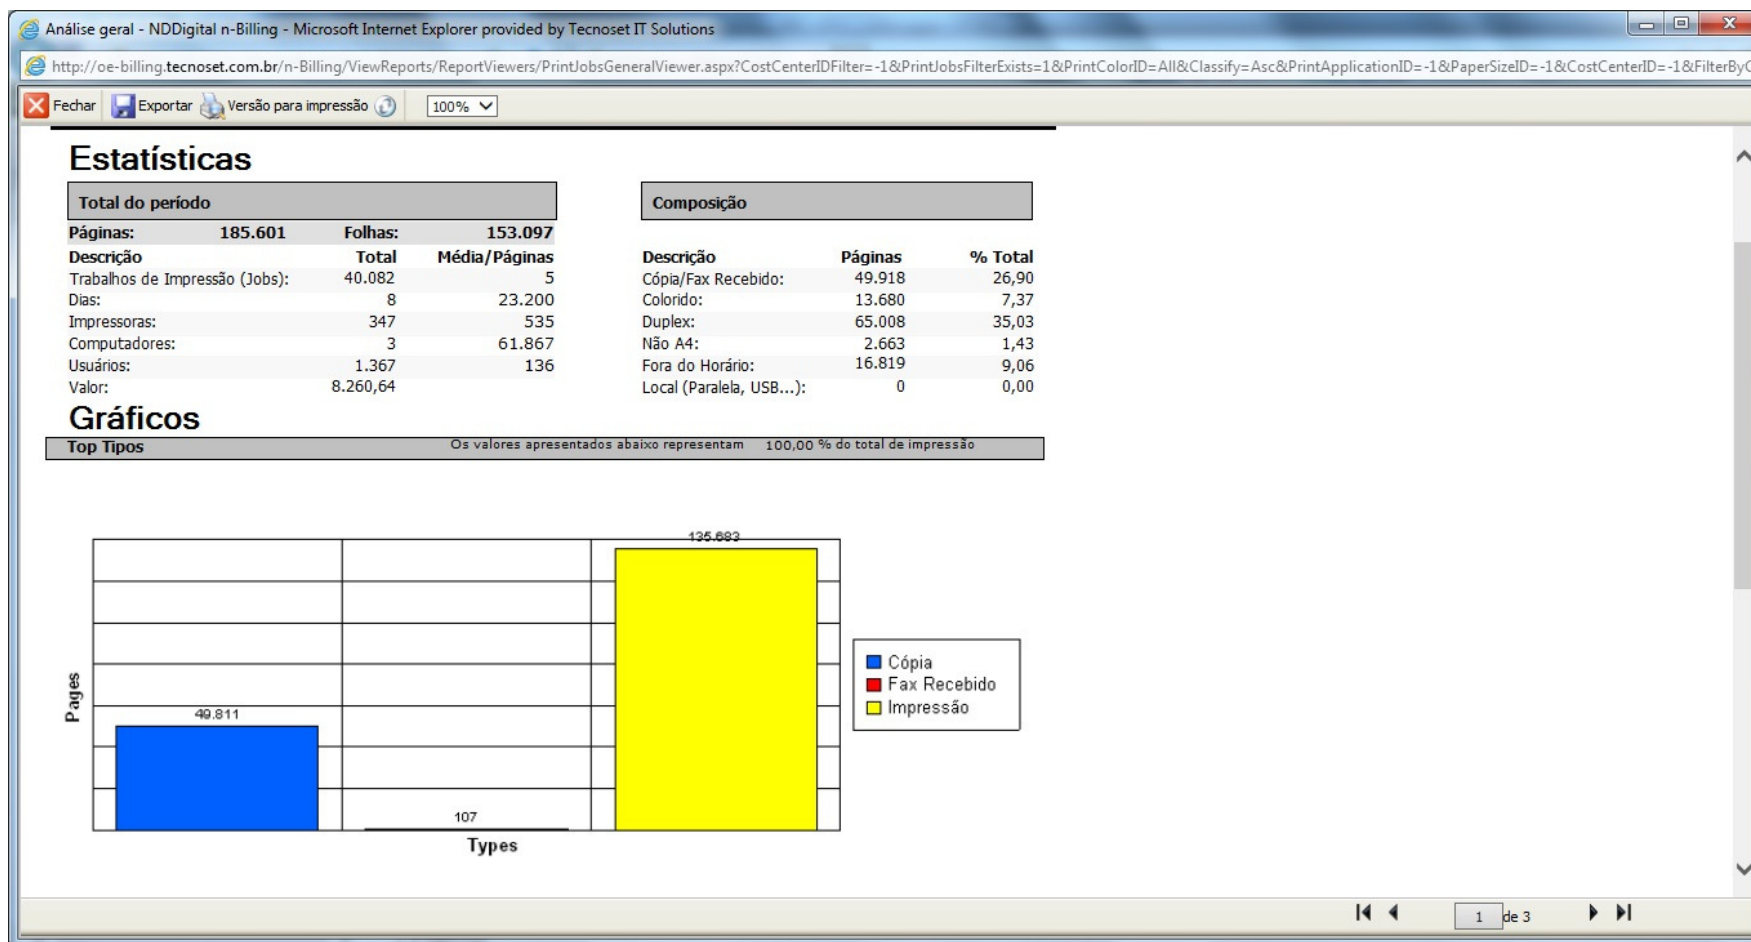 Análise geral - NDDigital n-Billing - Microsoft Internet Explorer provided by Tecnoset IT Solutions
http://oe-billing.tecnoset.com.br/n-Billing/ViewReports/ReportViewers/PrintJobsGeneralViewer.aspx?CostCenterIDFilter=-1&PrintJobsFilterExists=1&PrintColorID=All&Classify=Asc&PrintApplicationID=-1&PaperSizeID=-1&CostCenterID=-1&FilterByC
Fechar Exportar Versão para impressão 100%
Estatísticas
Total do período
Páginas: 185.601 Folhas: 153.097
Descrição Total Média/Páginas
Trabalhos de Impressão (Jobs): 40.082 5
Dias: 8 23.200
Impressoras: 347 535
Computadores: 3 61.867
Usuários: 1.367 136
Valor: 8.260,64
Composição
Descrição Páginas % Total
Cópia/Fax Recebido: 49.918 26,90
Colorido: 13.680 7,37
Duplex: 65.008 35,03
Não A4: 2.663 1,43
Fora do Horário: 16.819 9,06
Local (Paralela, USB...): 0 0,00
Gráficos
Top Tipos Os valores apresentados abaixo representam 100,00 % do total de impressão
135.683
49.811
107
Pages
Types
Cópia
Fax Recebido
Impressão
1 de 3